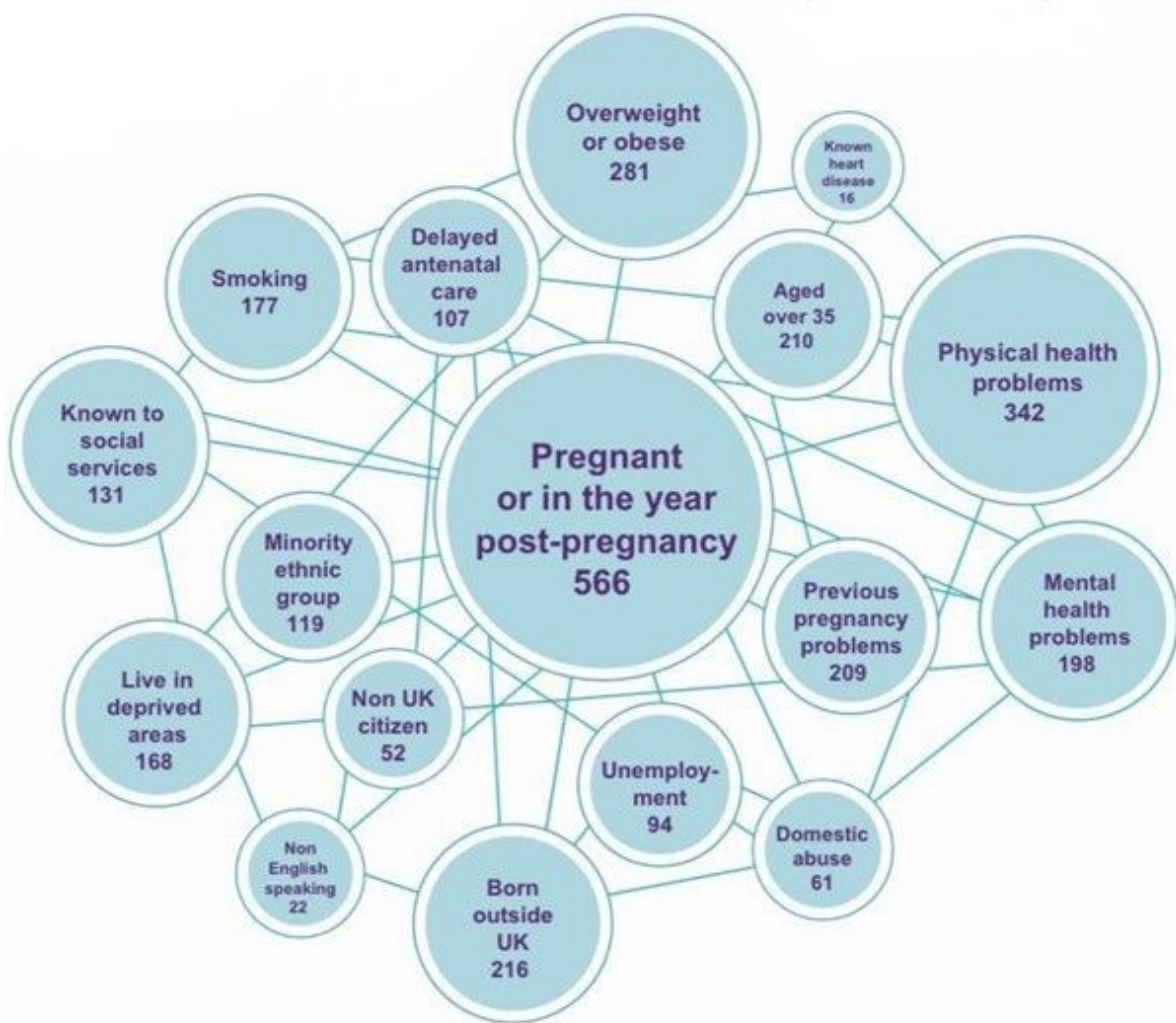 Overweight
or obese
281
Known
heart
disease
16
Delayed
antenatal
care
107
Smoking
177
Aged
over 35
210
Physical health
problems
342
Known to
social
services
131
Pregnant
or in the year
post-pregnancy
566
Minority
ethnic
group
119
Previous
pregnancy
problems
209
Mental
health
problems
198
Live in
deprived
areas
168
Non UK
citizen
52
Unemploy-
ment
94
Domestic
abuse
61
Non
English
speaking
22
Born
outside
UK
216